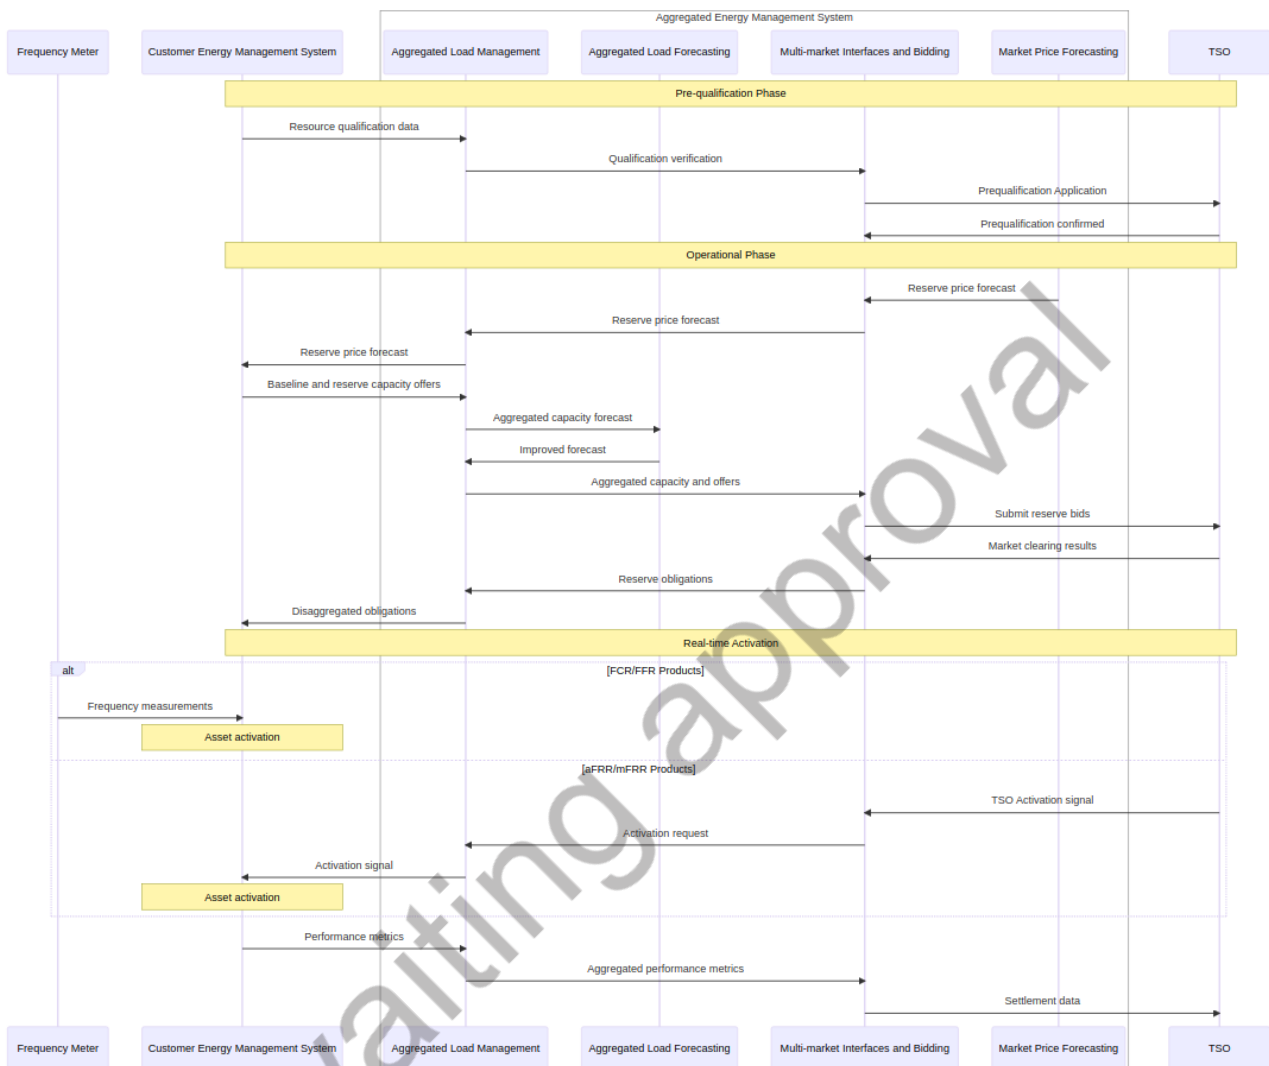 Aggregated Energy Management System
Frequency Meter
Customer Energy Management System
Aggregated Load Management
Aggregated Load Forecasting
Multi-market Interfaces and Bidding
Market Price Forecasting
TSO
Pre-qualification Phase
Resource qualification data
Qualification verification
Prequalification Application
Prequalification confirmed
Operational Phase
Reserve price forecast
Reserve price forecast
Reserve price forecast
Baseline and reserve capacity offers
Aggregated capacity forecast
Improved forecast
Aggregated capacity and offers
Submit reserve bids
Market clearing results
Reserve obligations
Disaggregated obligations
Real-time Activation
alt
[FCR/FFR Products]
Frequency measurements
Asset activation
[aFRR/mFRR Products]
TSO Activation signal
Activation request
Activation signal
Asset activation
Performance metrics
Aggregated performance metrics
Settlement data
Frequency Meter
Customer Energy Management System
Aggregated Load Management
Aggregated Load Forecasting
Multi-market Interfaces and Bidding
Market Price Forecasting
TSO
vaiting approval